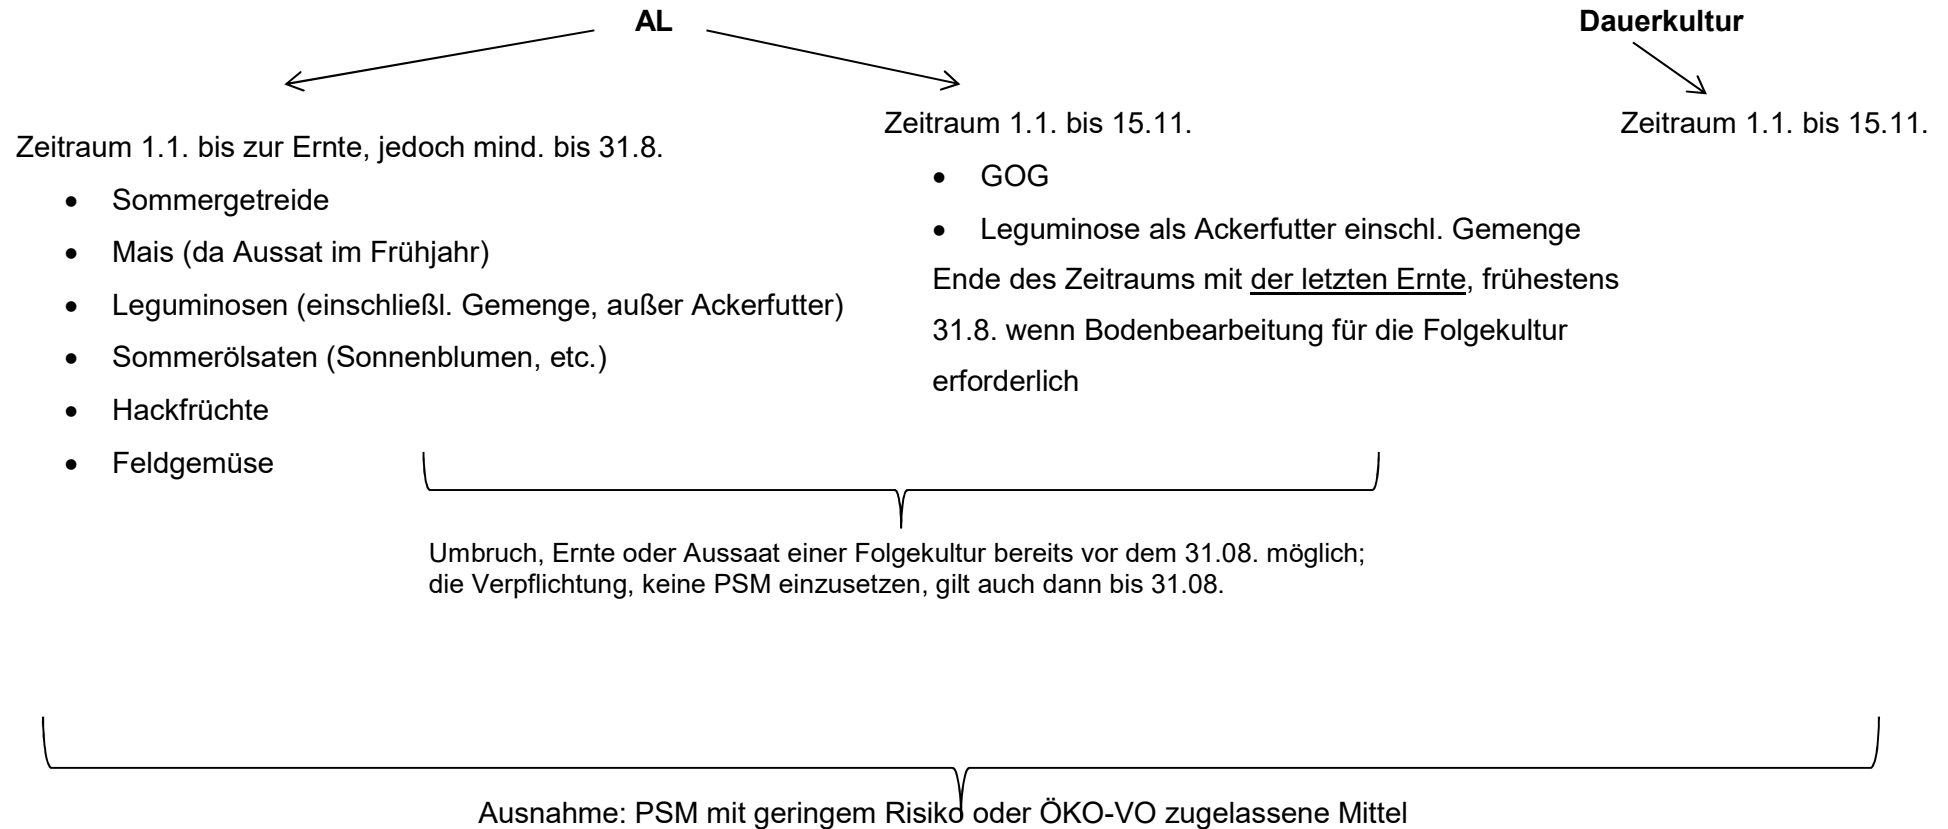 AL
Dauerkultur
Zeitraum 1.1. bis zur Ernte, jedoch mind. bis 31.8.
• Sommergetreide
• Mais (da Aussat im Frühjahr)
• Leguminosen (einschließl. Gemenge, außer Ackerfutter)
• Sommerölsaten (Sonnenblumen, etc.)
• Hackfrüchte
• Feldgemüse
Zeitraum 1.1. bis 15.11.
• GOG
• Leguminose als Ackerfutter einschl. Gemenge
Ende des Zeitraums mit der letzten Ernte, frühestens
31.8. wenn Bodenbearbeitung für die Folgekultur
erforderlich
Zeitraum 1.1. bis 15.11.
Umbruch, Ernte oder Aussaat einer Folgekultur bereits vor dem 31.08. möglich;
die Verpflichtung, keine PSM einzusetzen, gilt auch dann bis 31.08.
Ausnahme: PSM mit geringem Risiko oder ÖKO-VO zugelassene Mittel